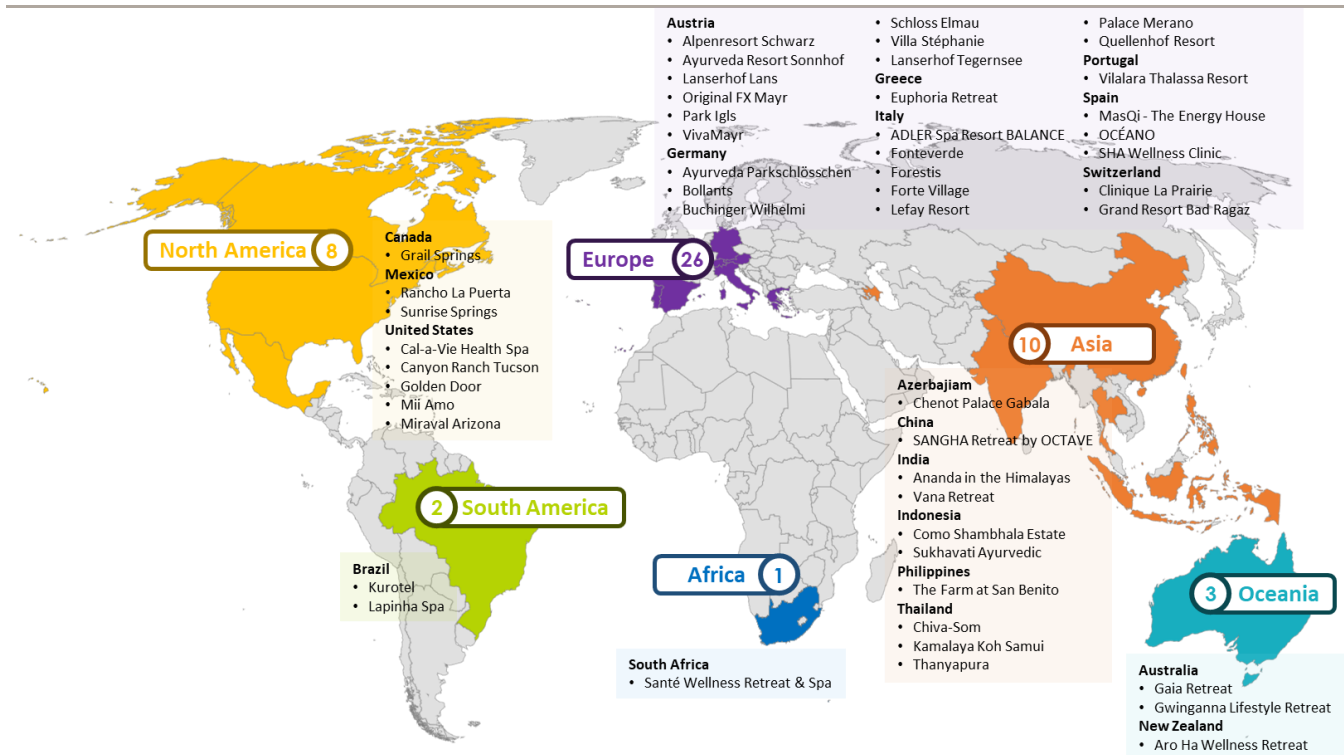 Austria
• Alpenresort Schwarz
• Ayurveda Resort Sonnhof
• Lanserhof Lans
• Original FX Mayr
• Park Igls
• VivaMayr
Germany
• Ayurveda Parkschlösschen
• Bollants
• Buchinger Wilhelmi
• Schloss Elmau
• Villa Stéphanie
• Lanserhof Tegernsee
Greece
• Euphoria Retreat
Italy
• ADLER Spa Resort BALANCE
• Fonteverde
• Forestis
• Forte Village
• Lefay Resort
• Palace Merano
• Quellenhof Resort
Portugal
• Vilalara Thalassa Resort
Spain
• MasQi - The Energy House
• OCÉANO
• SHA Wellness Clinic
Switzerland
• Clinique La Prairie
• Grand Resort Bad Ragaz
North America 8
Canada
• Grail Springs
Mexico
• Rancho La Puerta
• Sunrise Springs
United States
• Cal-a-Vie Health Spa
• Canyon Ranch Tucson
• Golden Door
• Mii Amo
• Miraval Arizona
Europe 26
10 Asia
Azerbajiam
• Chenot Palace Gabala
China
• SANGHA Retreat by OCTAVE
India
• Ananda in the Himalayas
• Vana Retreat
Indonesia
• Como Shambhala Estate
• Sukhavati Ayurvedic
Philippines
• The Farm at San Benito
Thailand
• Chiva-Som
• Kamalaya Koh Samui
• Thanyapura
2 South America
Brazil
• Kurotel
• Lapinha Spa
Africa 1
South Africa
• Santé Wellness Retreat & Spa
3 Oceania
Australia
• Gaia Retreat
• Gwinganna Lifestyle Retreat
New Zealand
• Aro Ha Wellness Retreat